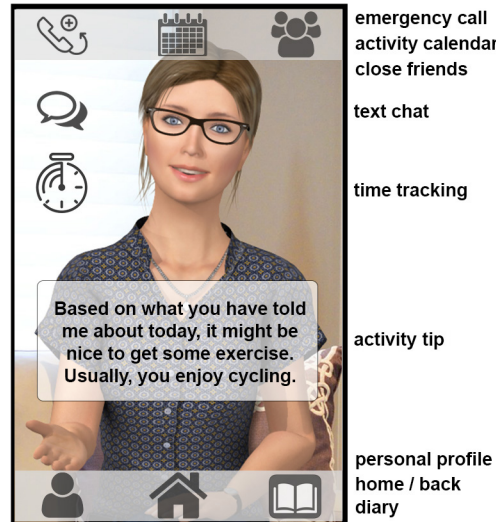 emergency call
activity calendar
close friends
text chat
time tracking
Based on what you have told
me about today, it might be
nice to get some exercise.
Usually, you enjoy cycling.
activity tip
personal profile
home / back
diary